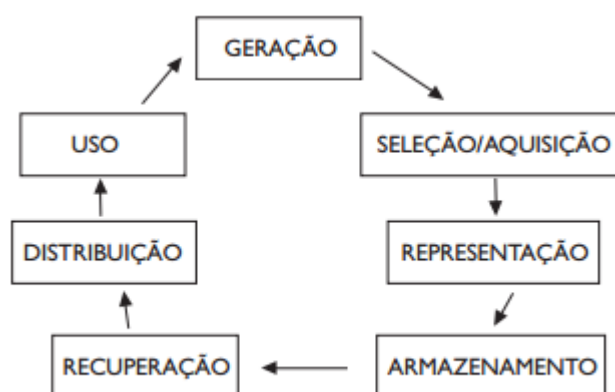 GERAÇÃO
USO
SELEÇÃO/AQUISIÇÃO
DISTRIBUIÇÃO
REPRESENTAÇÃO
RECUPERAÇÃO
ARMAZENAMENTO